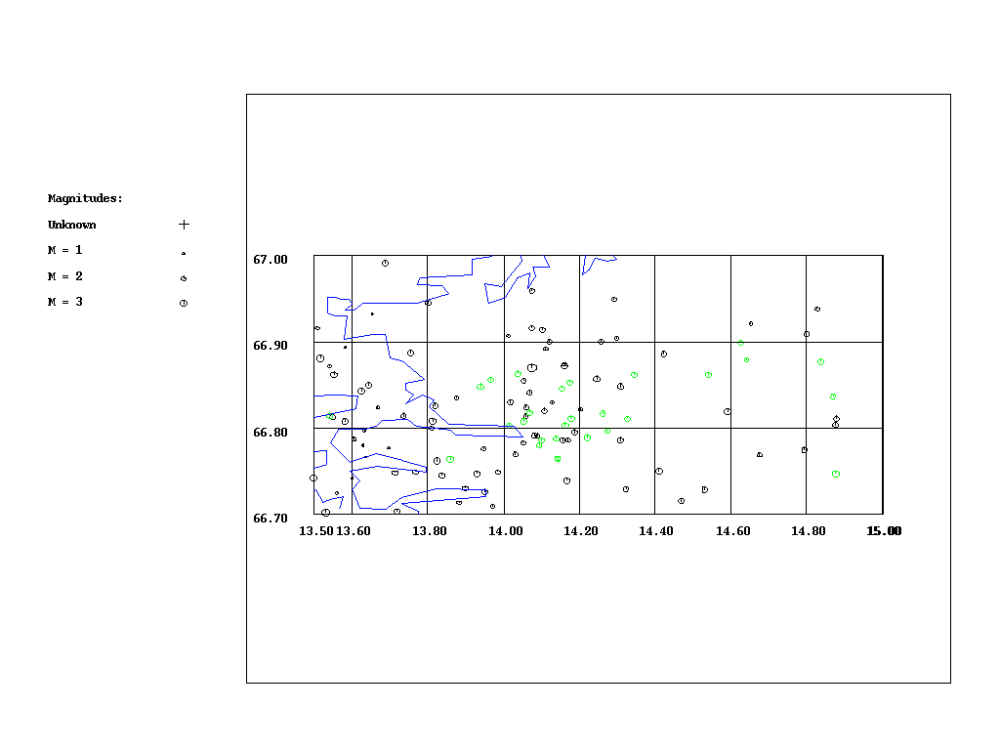 Magnitudes:
Unknown
M = 1
M = 2
M = 3
67.00
66.90
66.80
66.70
13.50 13.60 13.80 14.00 14.20 14.40 14.60 14.80 15.00